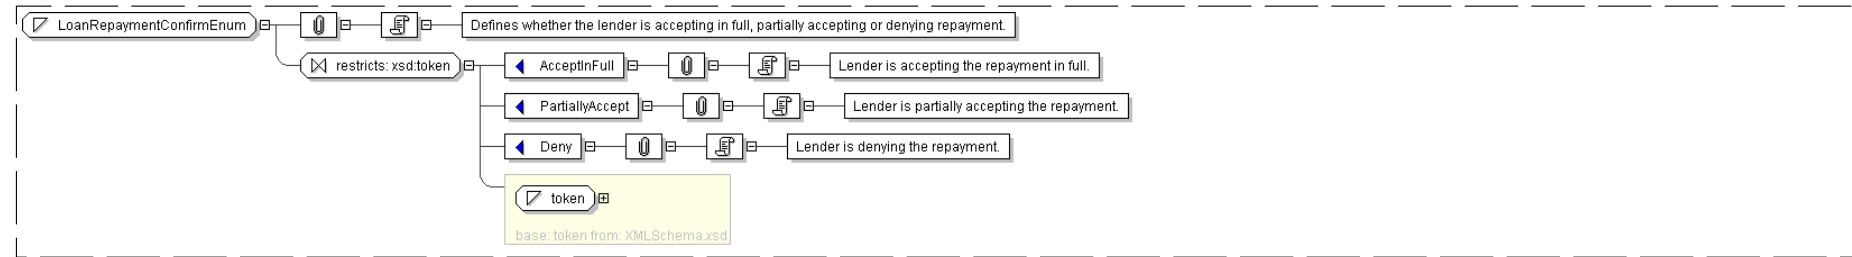 LoanRepaymentConfirmEnum
Defines whether the lender is accepting in full, partially accepting or denying repayment.
restricts: xsd:token
AcceptInFull
Lender is accepting the repayment in full.
PartiallyAccept
Lender is partially accepting the repayment.
Deny
Lender is denying the repayment.
token
base: token from: XMLSchema.xsd